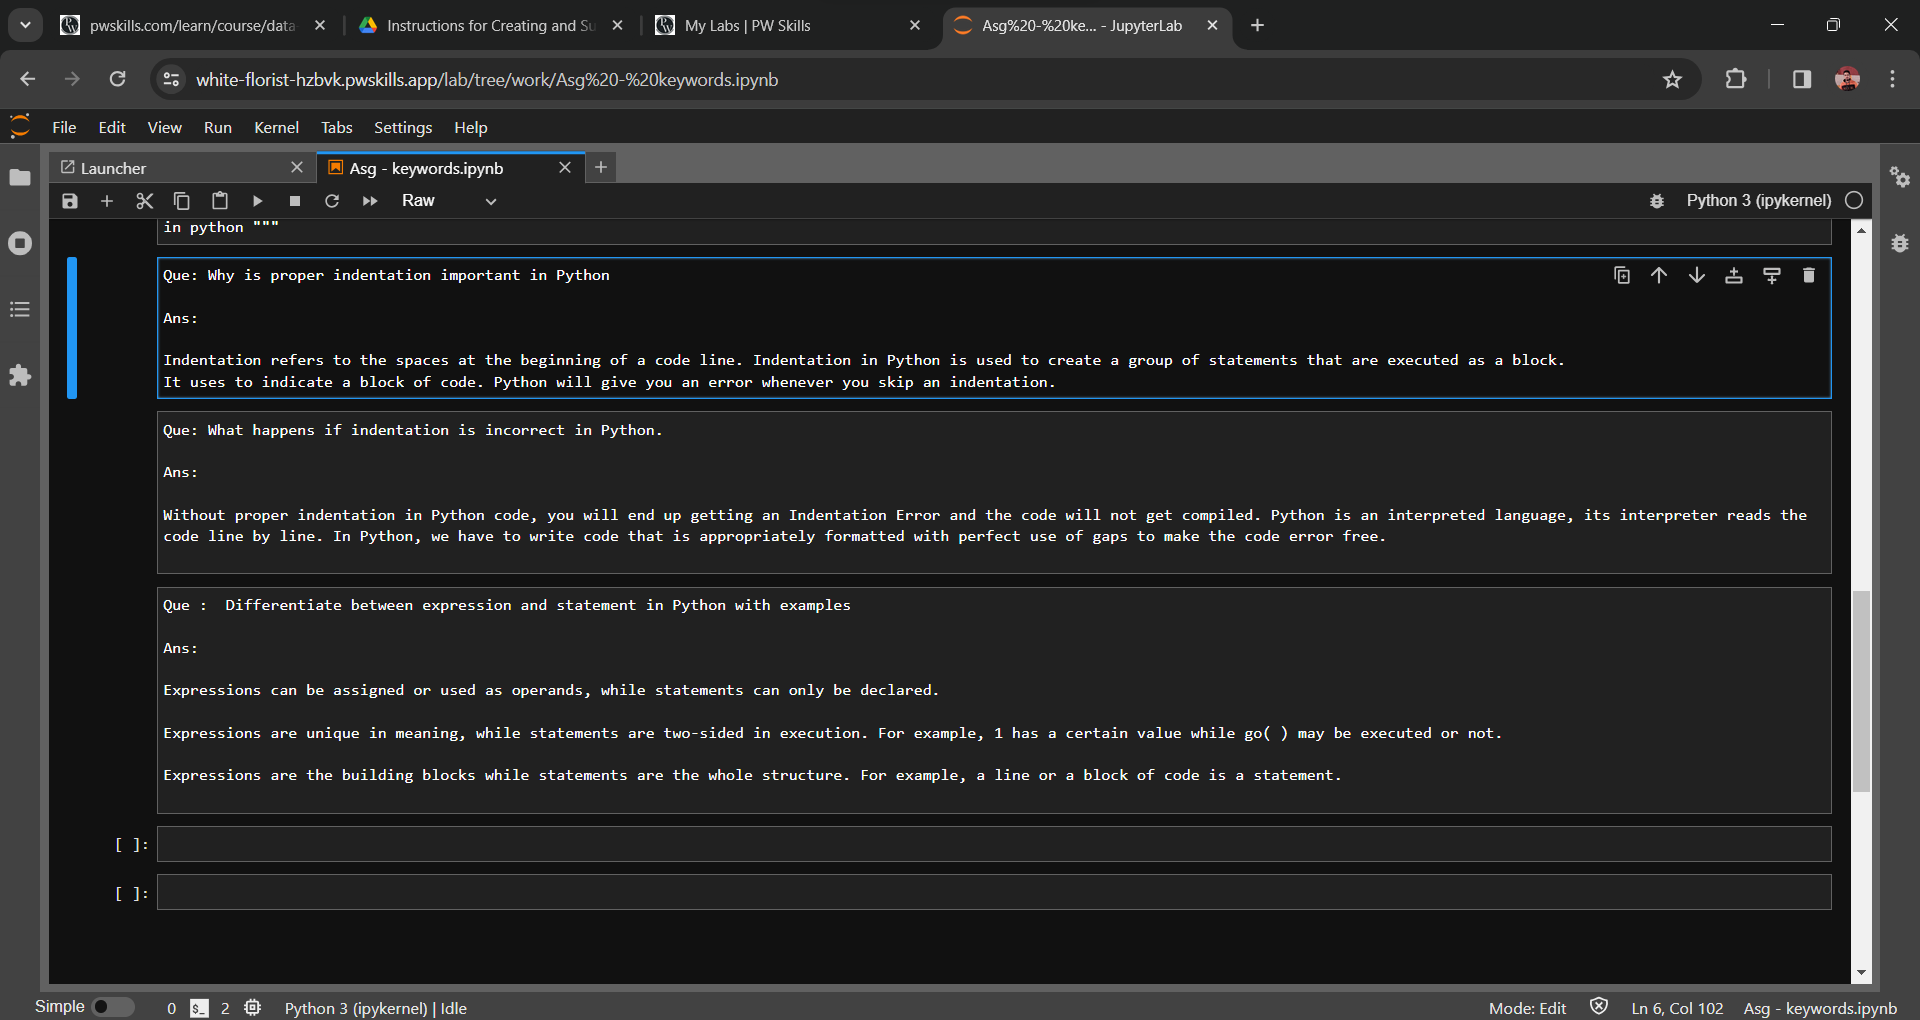 pwskills.com/learn/course/data-
Instructions for Creating and Su
My Labs | PW Skills
Asg%20-%20ke... - JupyterLab
white-florist-hzbvk.pwskills.app/lab/tree/work/Asg%20-%20keywords.ipynb
File Edit View Run Kernel Tabs Settings Help
Launcher
Asg - keywords.ipynb
Raw
Python 3 (ipykernel)
in python """
Que: Why is proper indentation important in Python
Ans:
Indentation refers to the spaces at the beginning of a code line. Indentation in Python is used to create a group of statements that are executed as a block.
It uses to indicate a block of code. Python will give you an error whenever you skip an indentation.
Que: What happens if indentation is incorrect in Python.
Ans:
Without proper indentation in Python code, you will end up getting an Indentation Error and the code will not get compiled. Python is an interpreted language, its interpreter reads the
code line by line. In Python, we have to write code that is appropriately formatted with perfect use of gaps to make the code error free.
Que :  Differentiate between expression and statement in Python with examples
Ans:
Expressions can be assigned or used as operands, while statements can only be declared.
Expressions are unique in meaning, while statements are two-sided in execution. For example, 1 has a certain value while go( ) may be executed or not.
Expressions are the building blocks while statements are the whole structure. For example, a line or a block of code is a statement.
[ ]:
[ ]:
Simple 0 $_ 2 Python 3 (ipykernel) | Idle Mode: Edit Ln 6, Col 102 Asg - keywords.ipynb